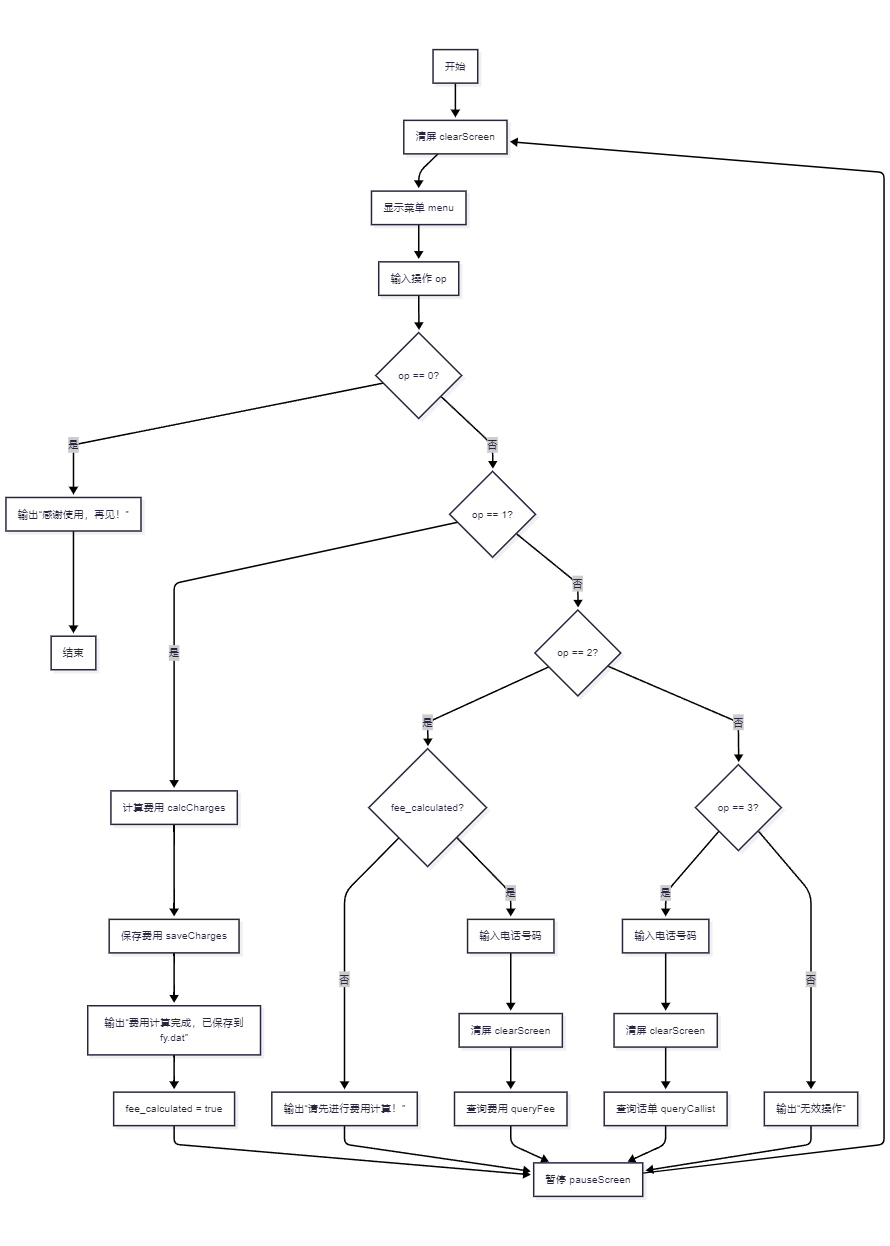 开始
清屏 clearScreen
显示菜单 menu
输入操作 op
op == 0?
是
否
输出“感谢使用，再见！”
op == 1?
否
结束
是
op == 2?
是
否
计算费用 calcCharges
fee_calculated?
op == 3?
是
是
保存费用 saveCharges
输入电话号码
输入电话号码
否
否
输出“费用计算完成，已保存到
fy.dat”
清屏 clearScreen
清屏 clearScreen
fee_calculated = true
输出“请先进行费用计算！”
查询费用 queryFee
查询话单 queryCallist
输出“无效操作”
暂停 pauseScreen